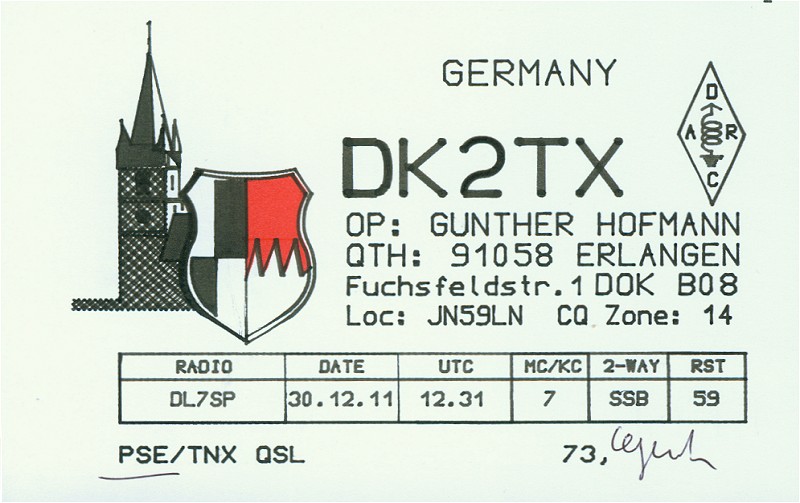 GERMANY
D
A R
C
DK2TX
OP: GUNTHER HOFMANN
QTH: 91058 ERLANGEN
Fuchsfeldstr.1 DOK B08
Loc: JN59LN CQ Zone: 14
RADIO DATE UTC MC/KC 2-WAY RST
DL7SP 30.12.11 12.31 7 SSB 59
PSE/TNX QSL 73,